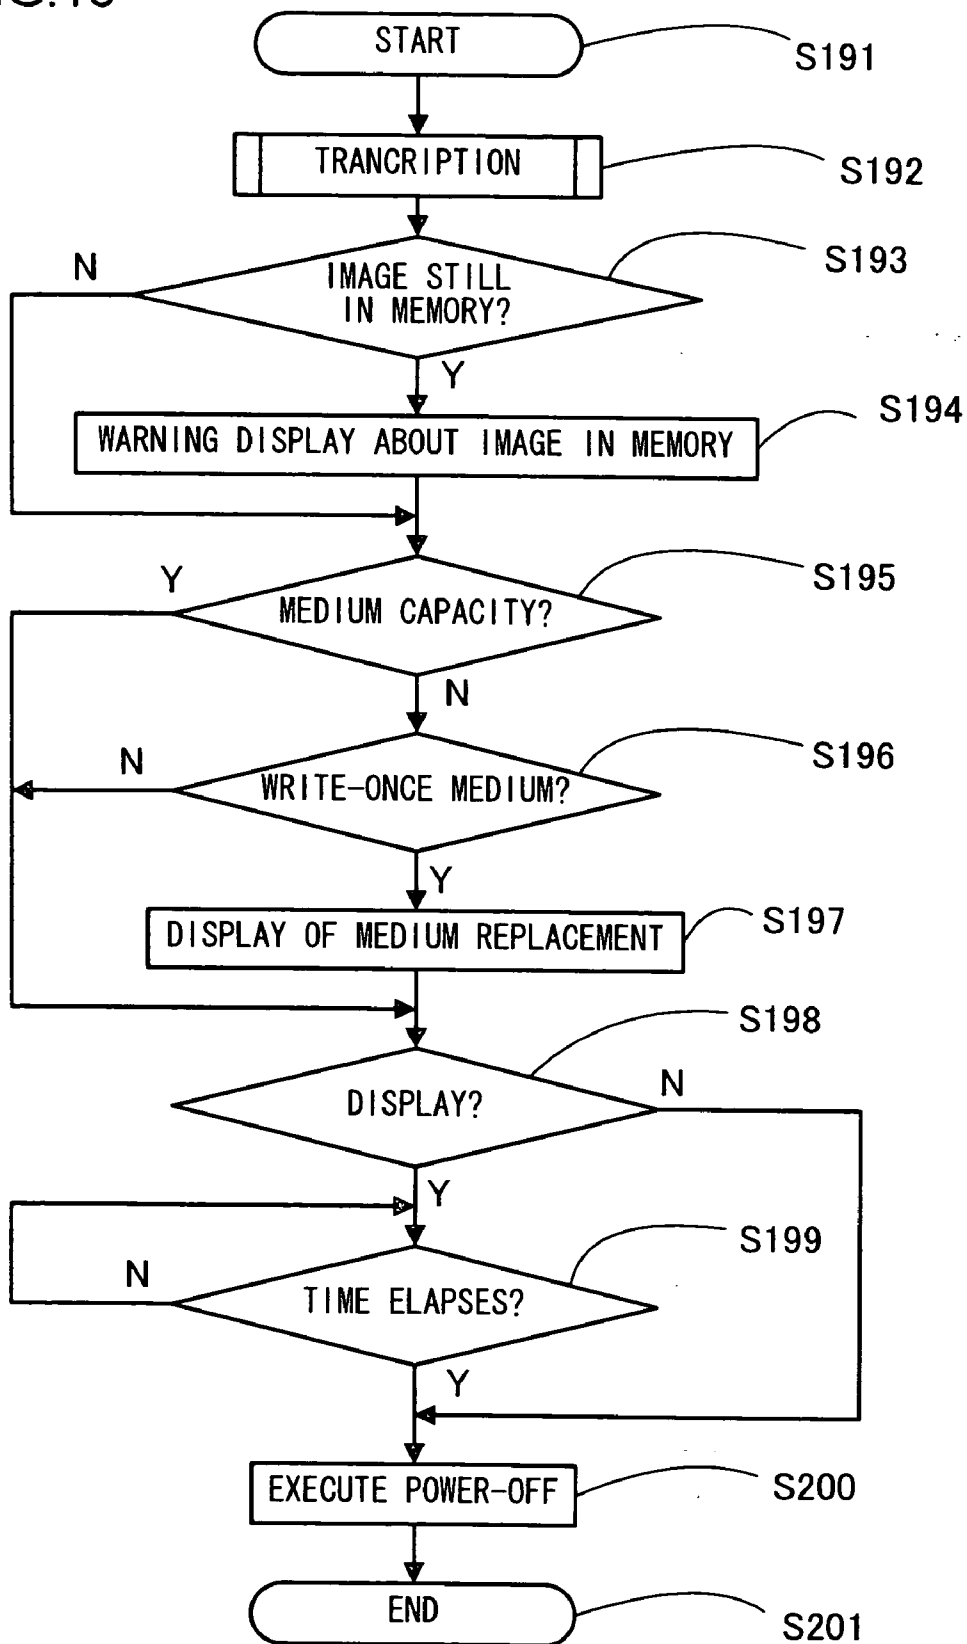 START
S191
TRANCRIPTION
S192
N
IMAGE STILL
IN MEMORY?
S193
Y
WARNING DISPLAY ABOUT IMAGE IN MEMORY
S194
Y
MEDIUM CAPACITY?
S195
N
N
WRITE-ONCE MEDIUM?
S196
Y
DISPLAY OF MEDIUM REPLACEMENT
S197
DISPLAY?
S198
N
Y
N
TIME ELAPSES?
S199
Y
EXECUTE POWER-OFF
S200
END
S201